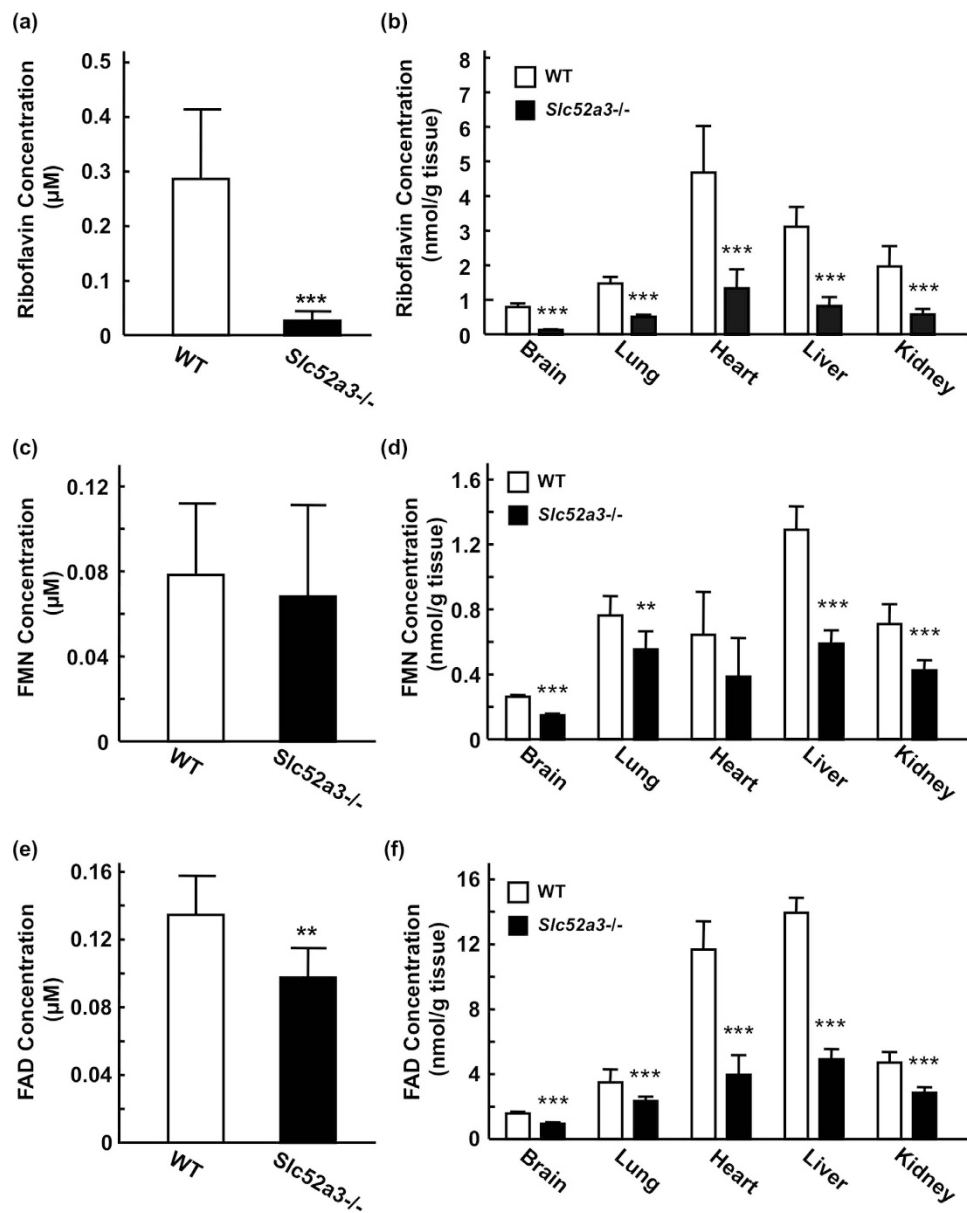 (a)
Riboflavin Concentration
(µM)
0.5
0.4
0.3
0.2
0.1
0
***
WT
Slc52a3-/-
(b)
Riboflavin Concentration
(nmol/g tissue)
8
7
6
5
4
3
2
1
0
WT
Slc52a3-/-
***
***
***
***
***
Brain
Lung
Heart
Liver
Kidney
(c)
FMN Concentration
(µM)
0.12
0.08
0.04
0
WT
Slc52a3-/-
(d)
FMN Concentration
(nmol/g tissue)
1.6
1.2
0.8
0.4
0
WT
Slc52a3-/-
***
**
***
***
Brain
Lung
Heart
Liver
Kidney
(e)
FAD Concentration
(µM)
0.16
0.12
0.08
0.04
0
**
WT
Slc52a3-/-
(f)
FAD Concentration
(nmol/g tissue)
16
12
8
4
0
WT
Slc52a3-/-
***
***
***
***
***
Brain
Lung
Heart
Liver
Kidney